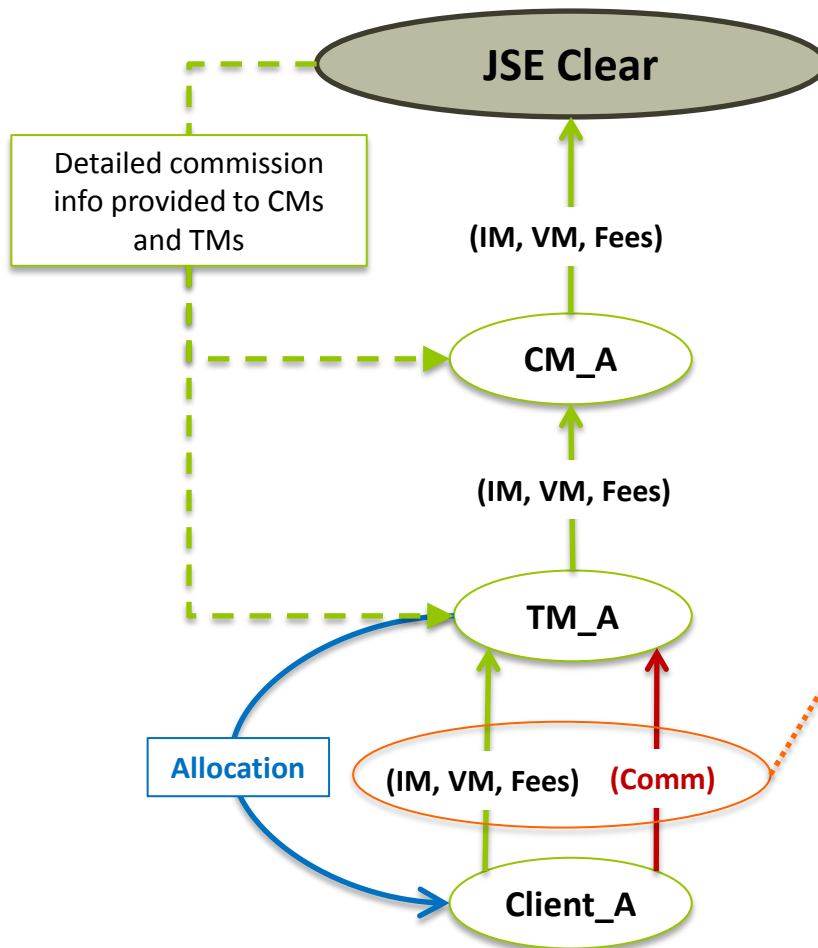 JSE Clear
Detailed commission
info provided to CMs
and TMs
(IM, VM, Fees)
CM_A
(IM, VM, Fees)
TM_A
Allocation
(IM, VM, Fees)
(Comm)
Client_A